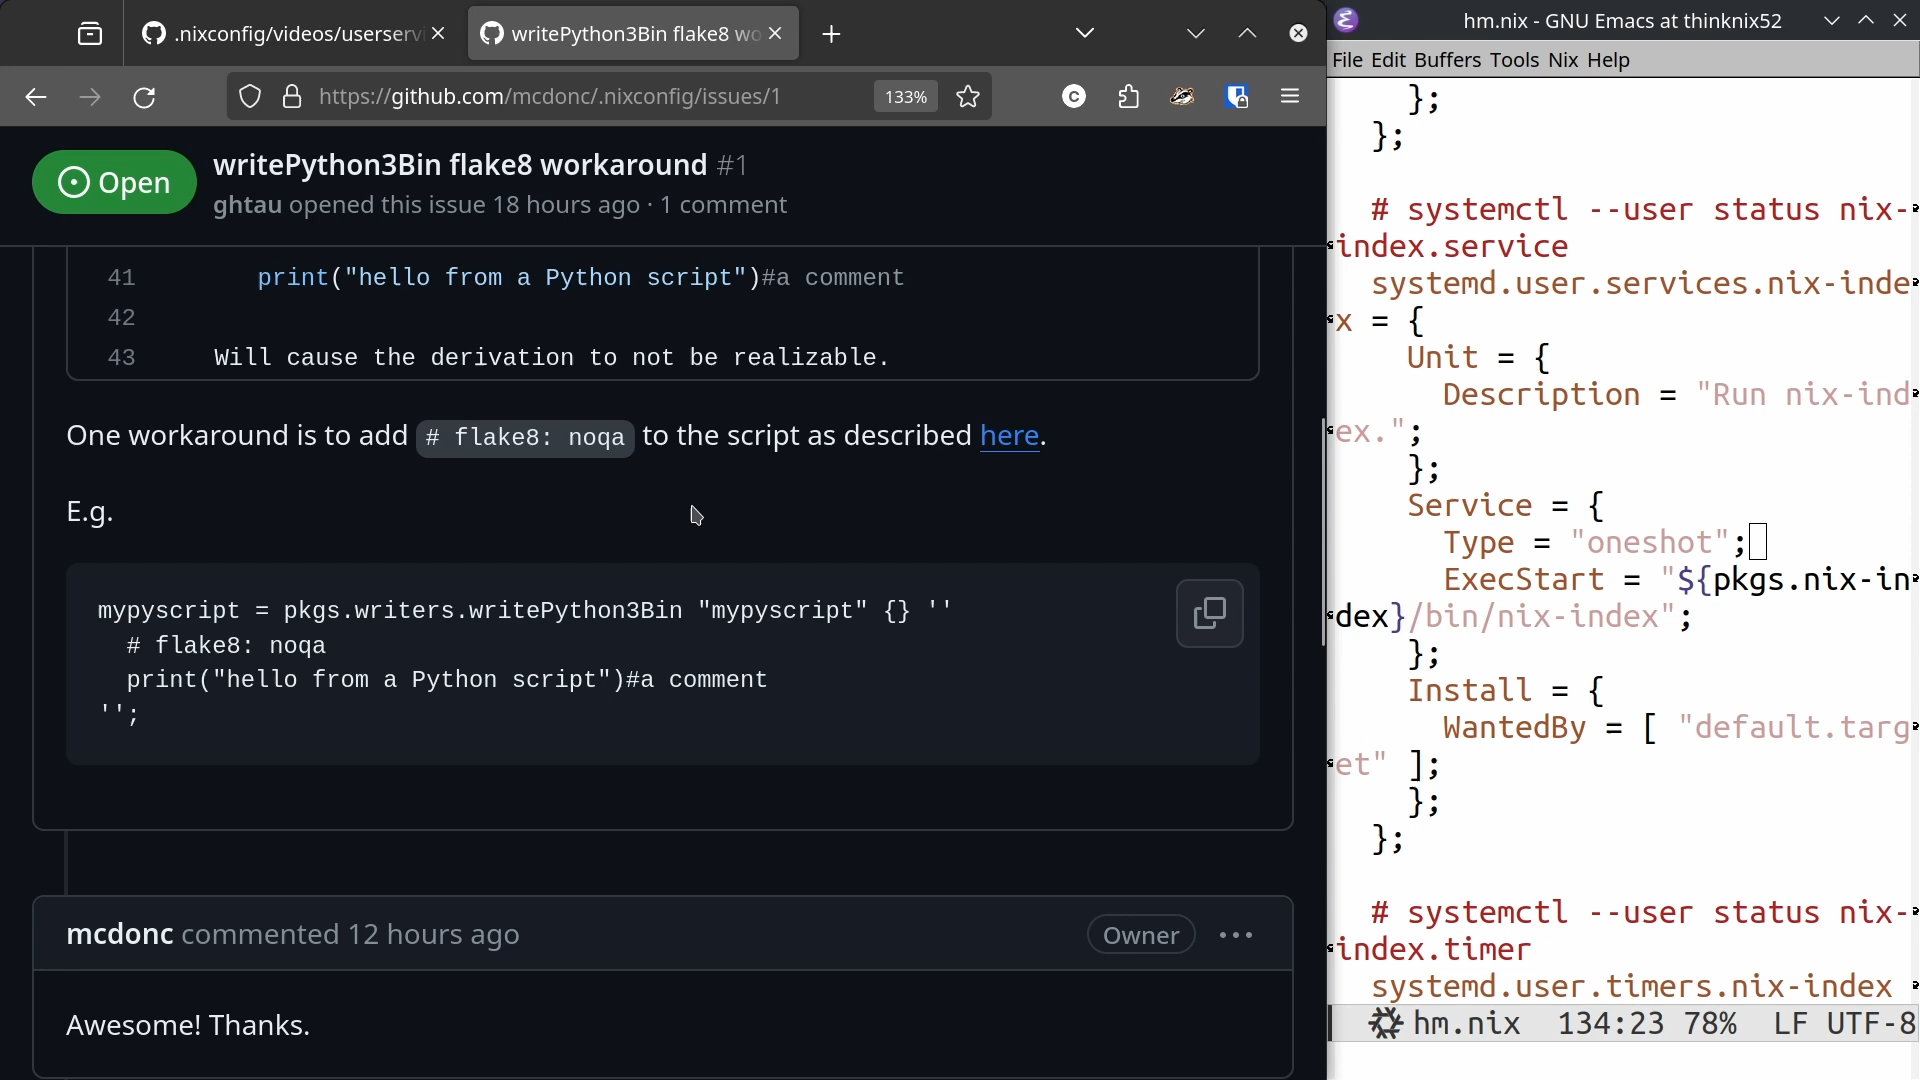 .nixconfig/videos/userserv
writePython3Bin flake8 wo
https://github.com/mcdonc/.nixconfig/issues/1
133%
Open
writePython3Bin flake8 workaround #1
ghtau opened this issue 18 hours ago · 1 comment
41 print("hello from a Python script")#a comment
42
43 Will cause the derivation to not be realizable.
One workaround is to add # flake8: noqa to the script as described here.
E.g.
mypyscript = pkgs.writers.writePython3Bin "mypyscript" {} ''
# flake8: noqa
print("hello from a Python script")#a comment
'';
mcdonc commented 12 hours ago
Owner
Awesome! Thanks.
hm.nix - GNU Emacs at thinknix52
File Edit Buffers Tools Nix Help
};
};
# systemctl --user status nix-
index.service
systemd.user.services.nix-inde
x = {
Unit = {
Description = "Run nix-ind
ex.";
};
Service = {
Type = "oneshot";
ExecStart = "${pkgs.nix-in
dex}/bin/nix-index";
};
Install = {
WantedBy = [ "default.targ
et" ];
};
};
# systemctl --user status nix-
index.timer
systemd.user.timers.nix-index
hm.nix 134:23 78% LF UTF-8